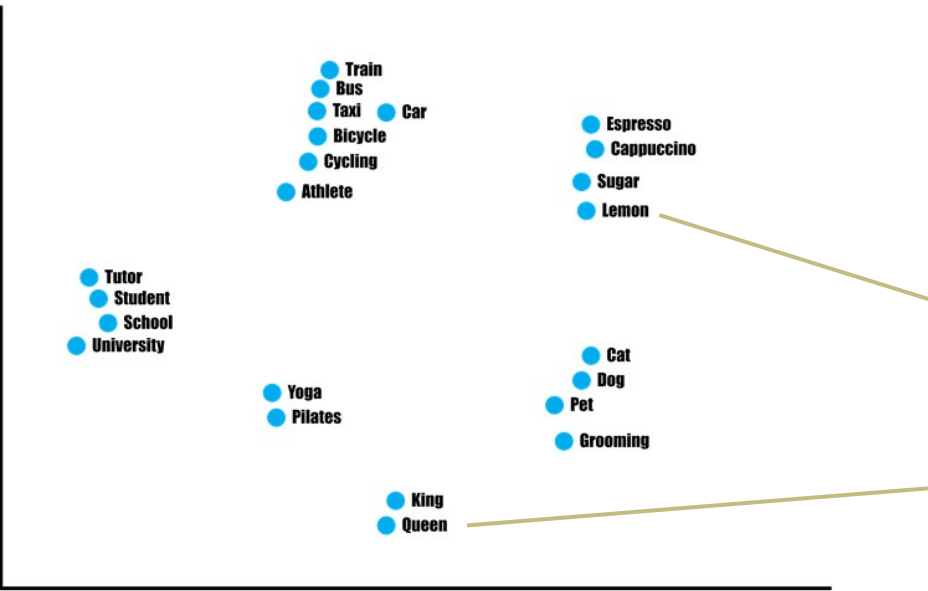 Train
Bus
Taxi
Car
Bicycle
Cycling
Athlete
Espresso
Cappuccino
Sugar
Lemon
Tutor
Student
School
University
Yoga
Pilates
Cat
Dog
Pet
Grooming
King
Queen